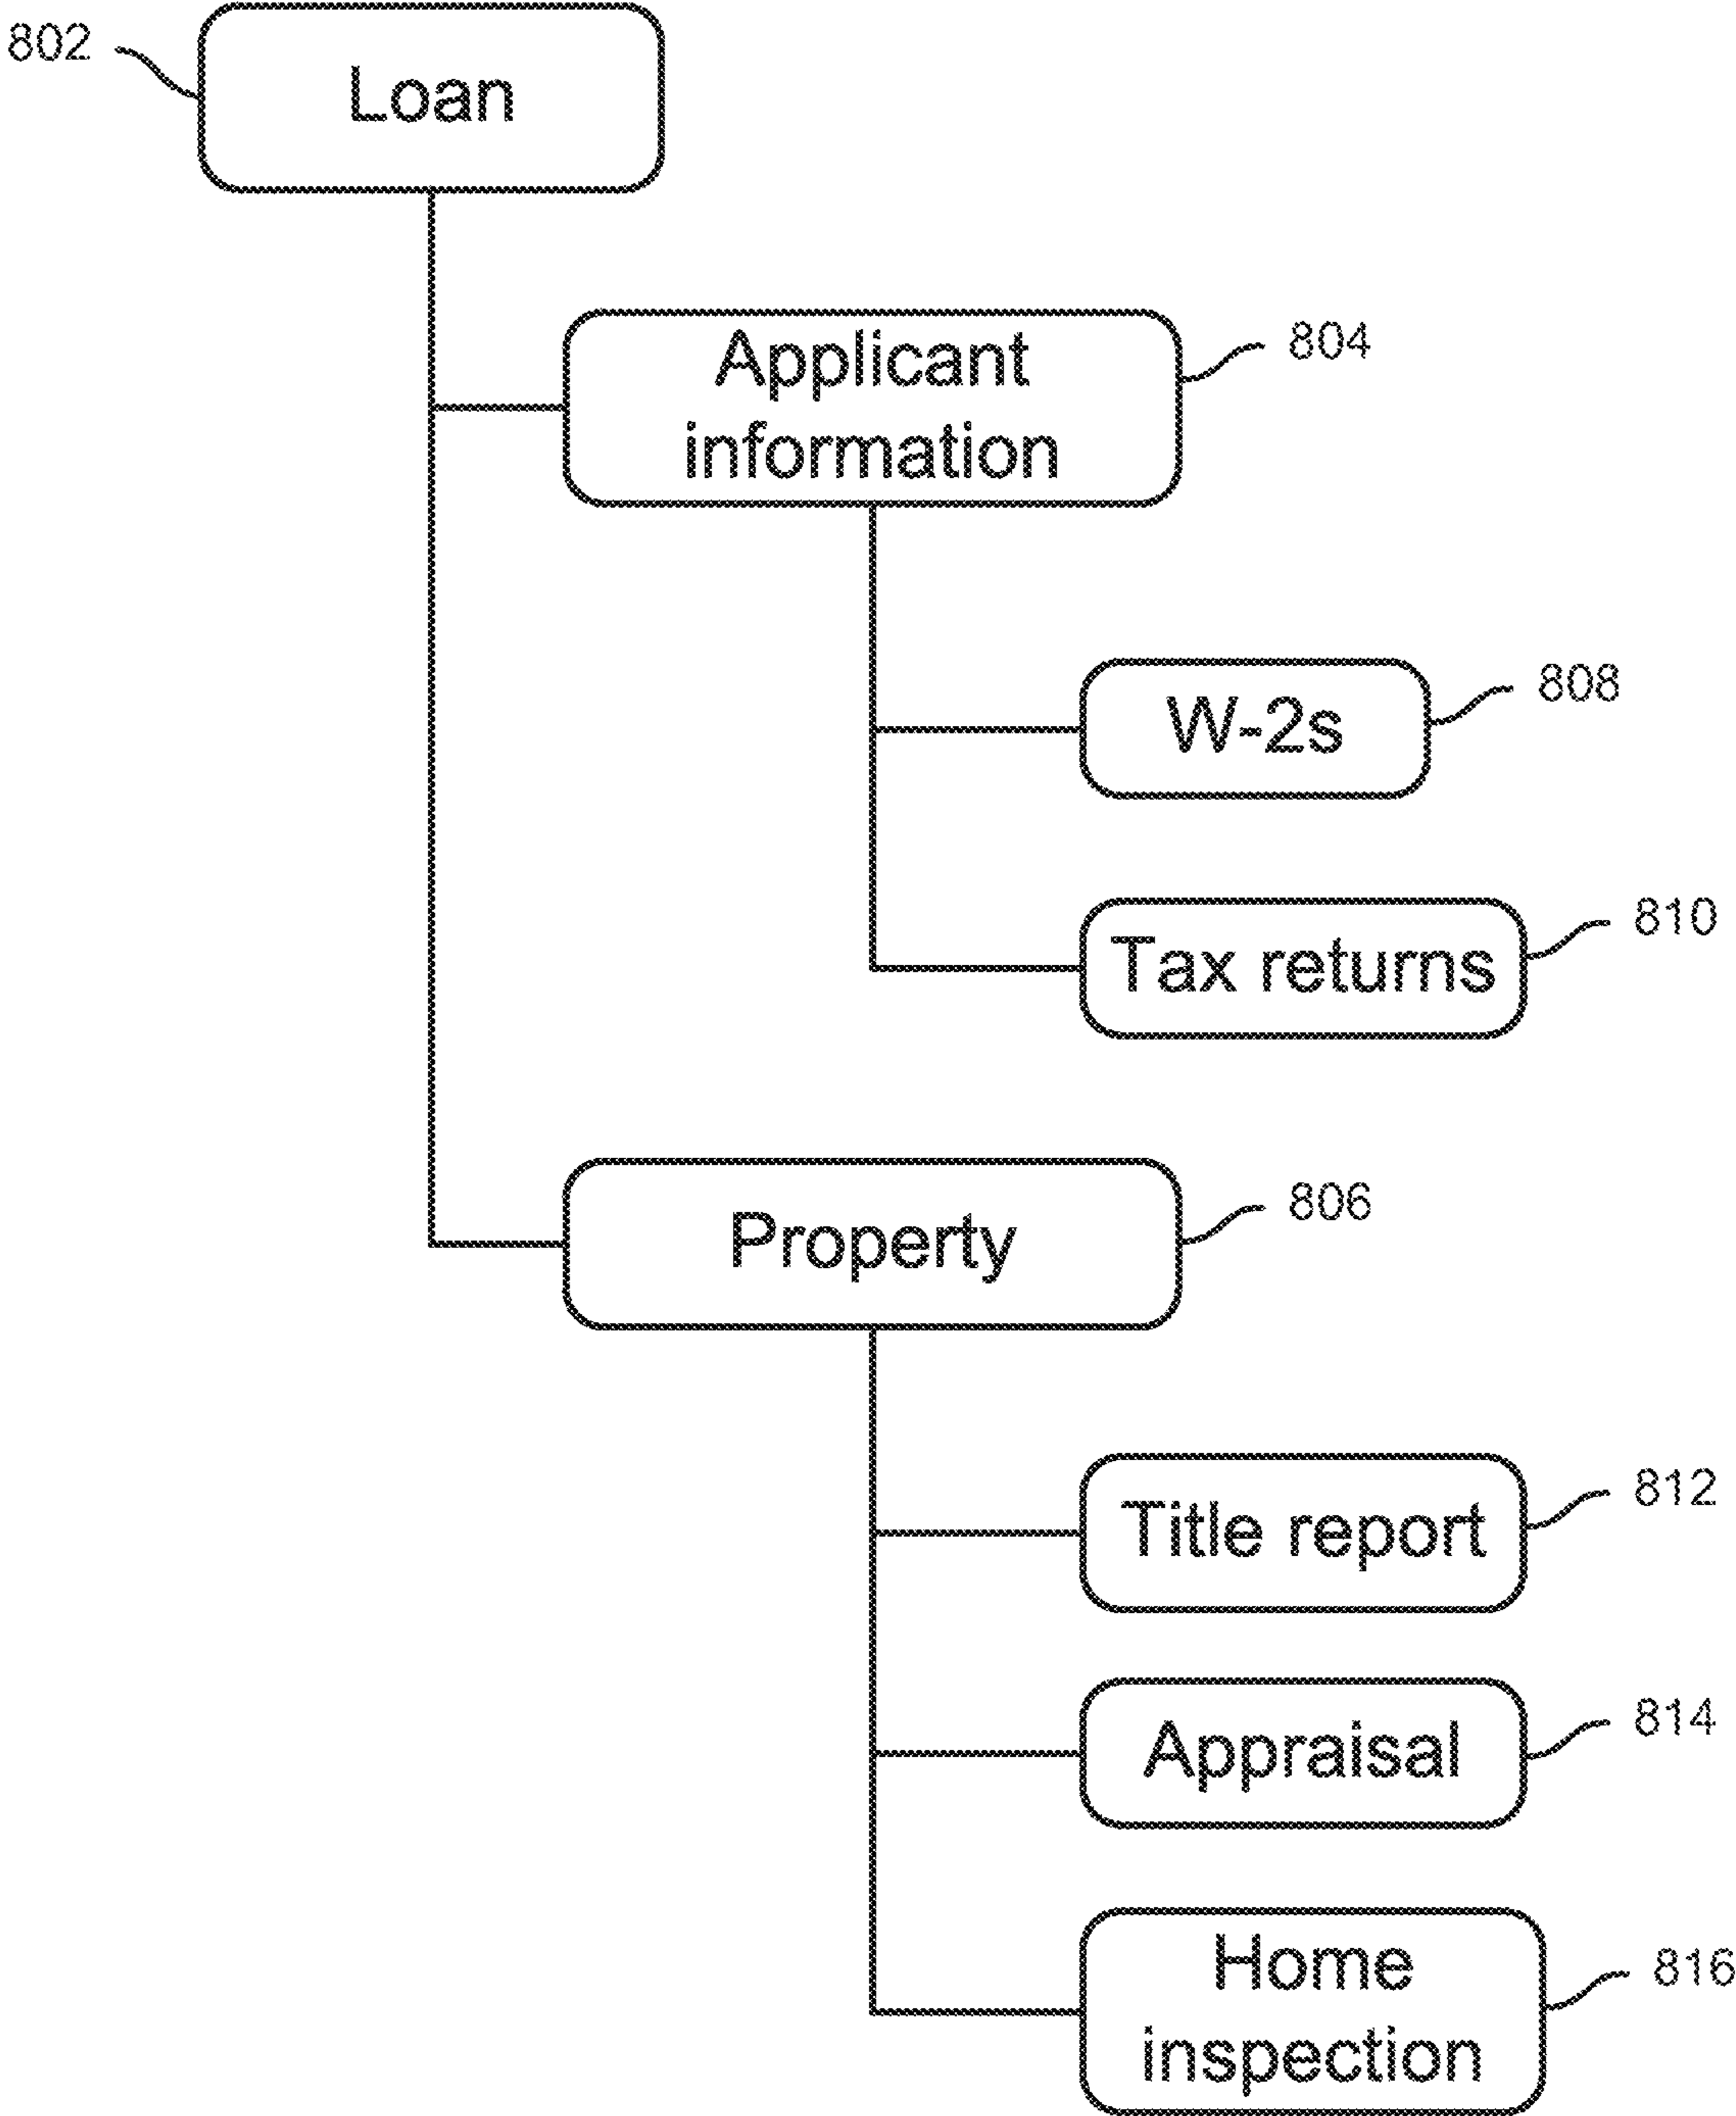 802
Loan
Applicant
information
804
W-2s
808
Tax returns
810
Property
806
Title report
812
Appraisal
814
Home
inspection
816